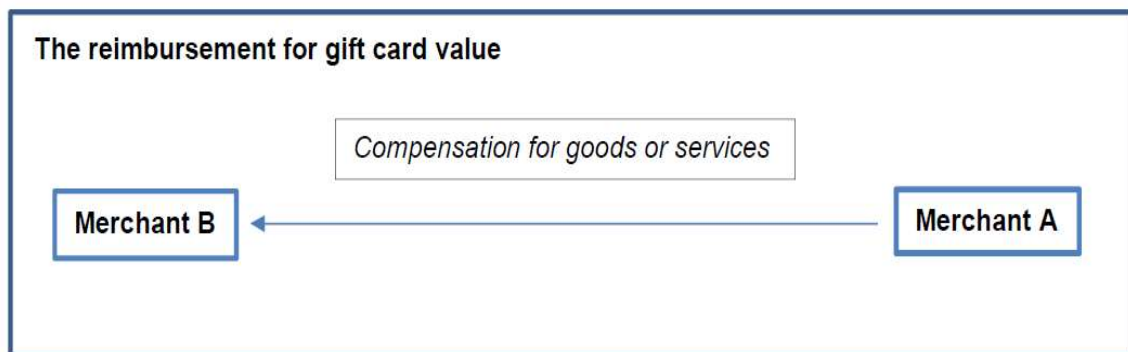 The reimbursement for gift card value
Compensation for goods or services
Merchant B
Merchant A